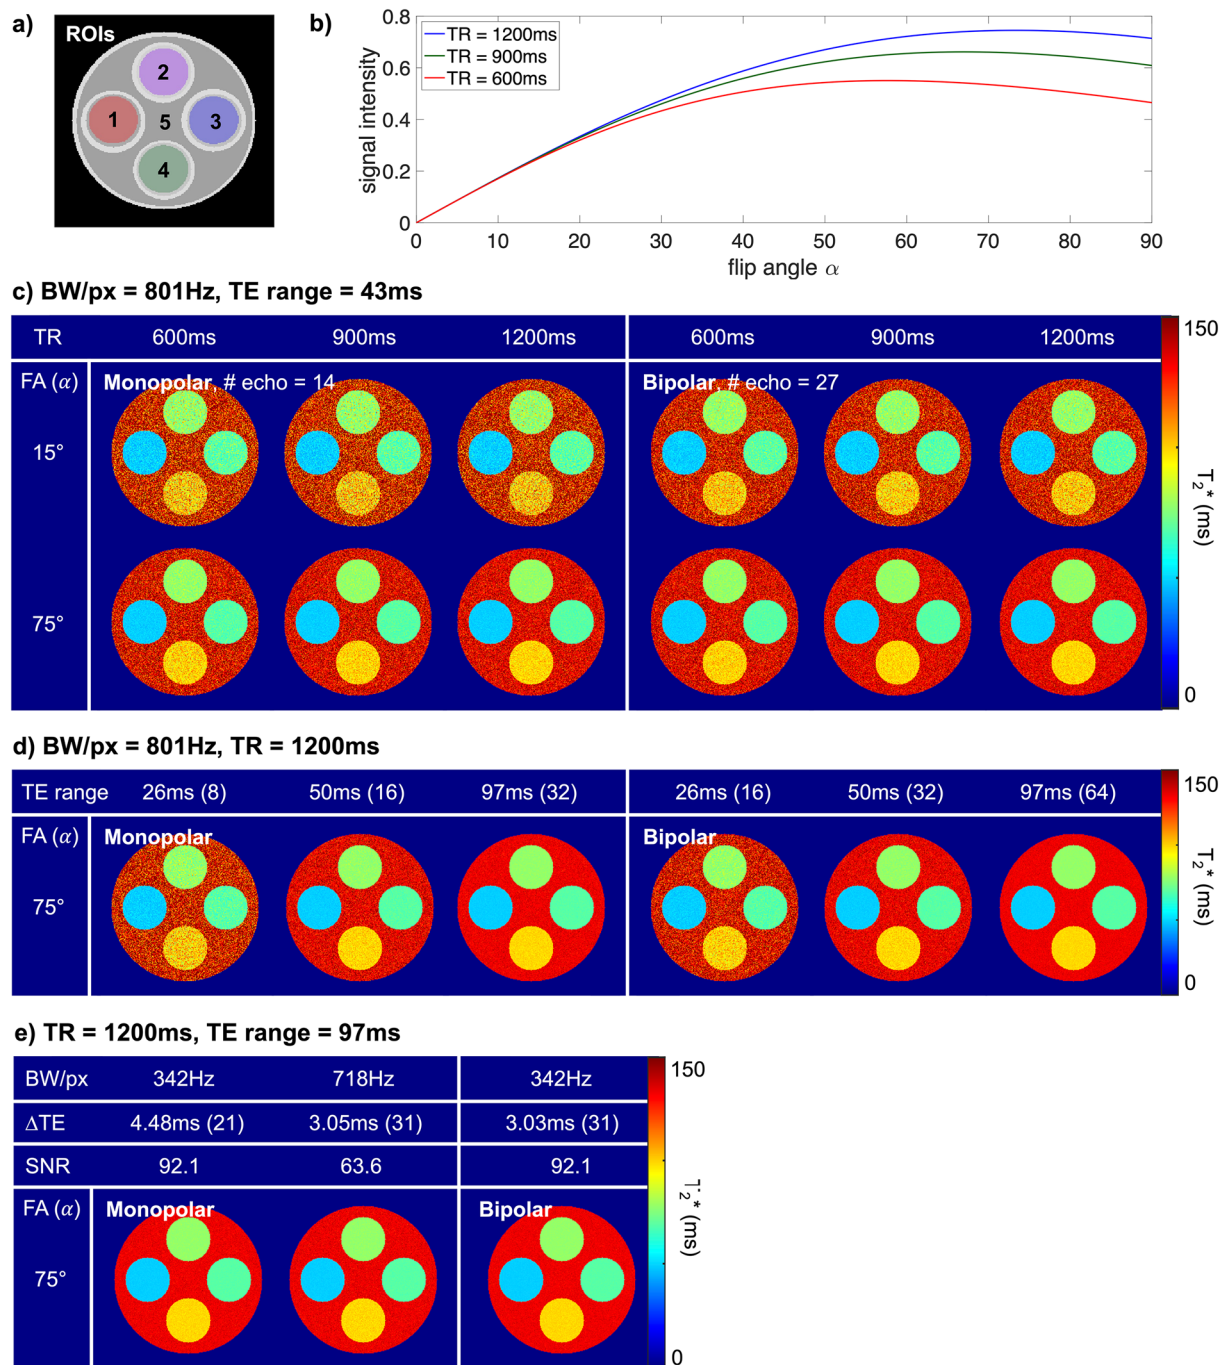 a)
ROIs
2
1
5
3
4
b)
0.8
0.6
0.4
0.2
0
signal intensity
TR = 1200ms
TR = 900ms
TR = 600ms
0 10 20 30 40 50 60 70 80 90
flip angle α
c) BW/px = 801Hz, TE range = 43ms
TR 600ms 900ms 1200ms 600ms 900ms 1200ms
FA (α) Monopolar, # echo = 14 Bipolar, # echo = 27
15°
75°
150
T2* (ms)
0
d) BW/px = 801Hz, TR = 1200ms
TE range 26ms (8) 50ms (16) 97ms (32) 26ms (16) 50ms (32) 97ms (64)
FA (α) Monopolar Bipolar
75°
150
T2* (ms)
0
e) TR = 1200ms, TE range = 97ms
BW/px 342Hz 718Hz 342Hz
ΔTE 4.48ms (21) 3.05ms (31) 3.03ms (31)
SNR 92.1 63.6 92.1
FA (α) Monopolar Bipolar
75°
150
T2* (ms)
0